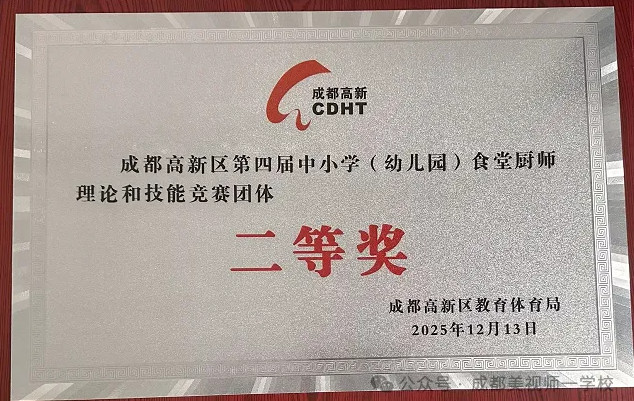 成都高新
CDHT
成都高新区第四届中小学（幼儿园）食堂厨师
理论和技能竞赛团体
二等奖
成都高新区教育体育局
2025年12月13日
公众号·成都美视师一学校